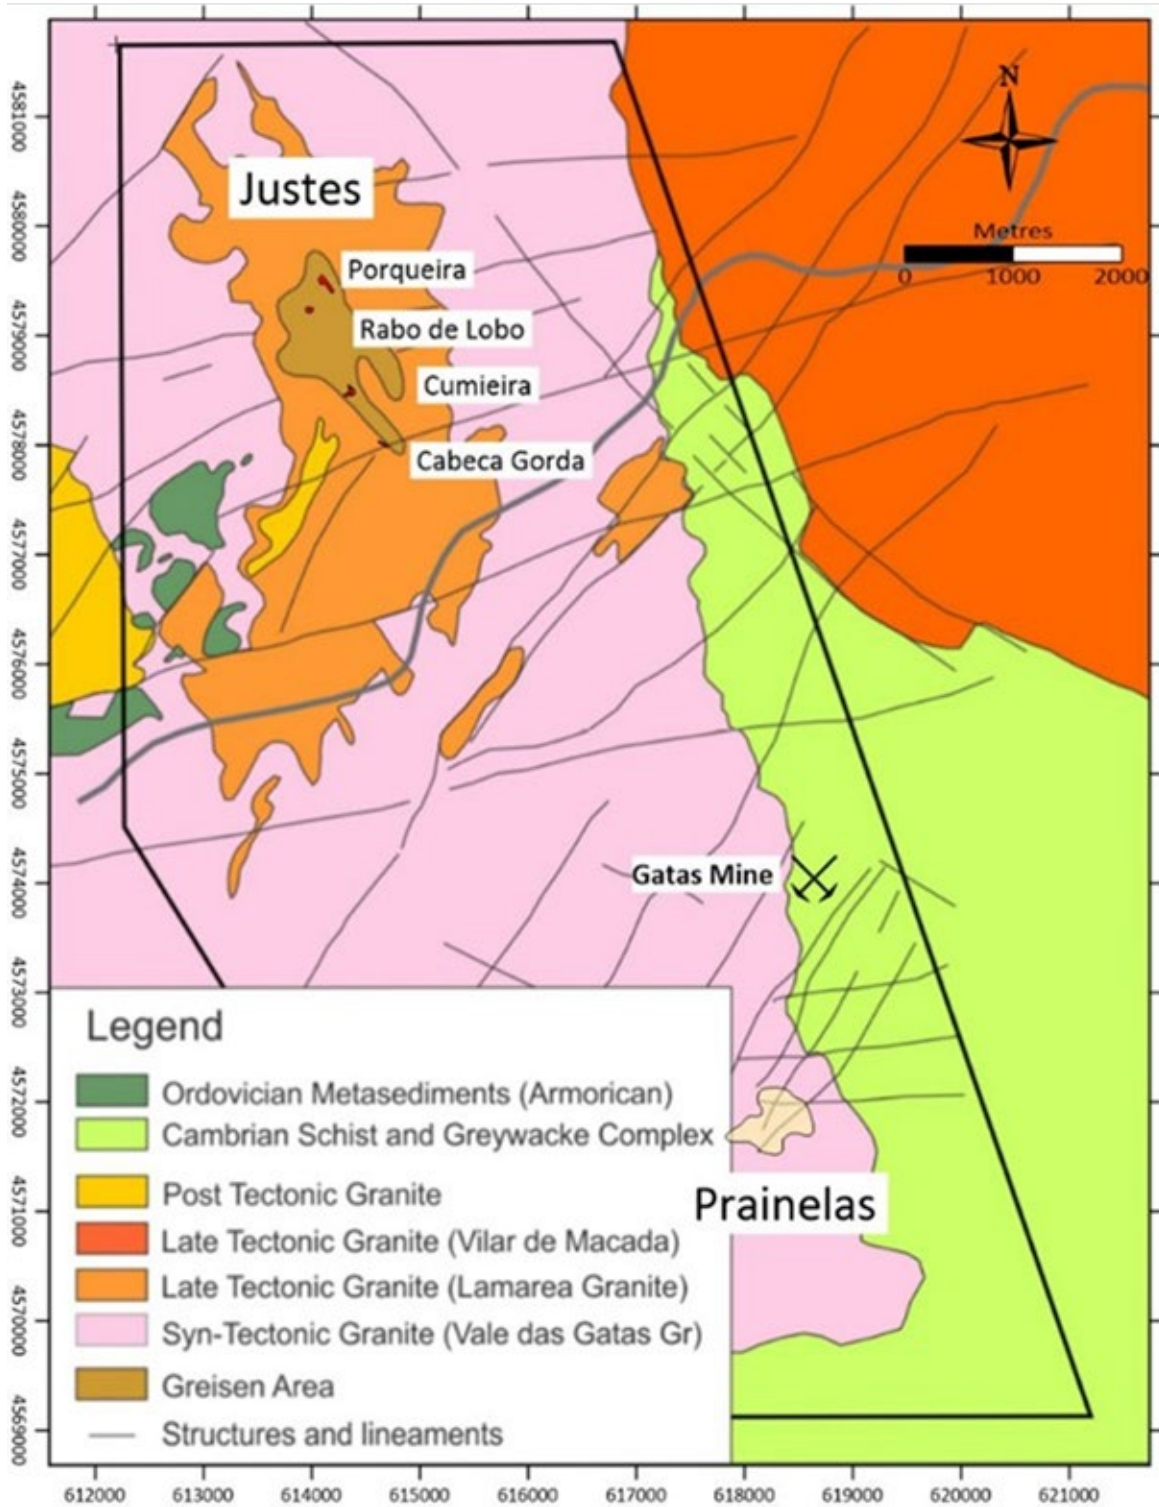 N
Metres
0 1000 2000
Justes
Porqueira
Rabo de Lobo
Cumieira
Cabeca Gorda
Gatas Mine
Prainelas
Legend
Ordovician Metasediments (Armorican)
Cambrian Schist and Greywacke Complex
Post Tectonic Granite
Late Tectonic Granite (Vilar de Macada)
Late Tectonic Granite (Lamarea Granite)
Syn-Tectonic Granite (Vale das Gatas Gr)
Greisen Area
Structures and lineaments
4581000
4580000
4579000
4578000
4577000
4576000
4575000
4574000
4573000
4572000
4571000
4570000
4569000
612000 613000 614000 615000 616000 617000 618000 619000 620000 621000